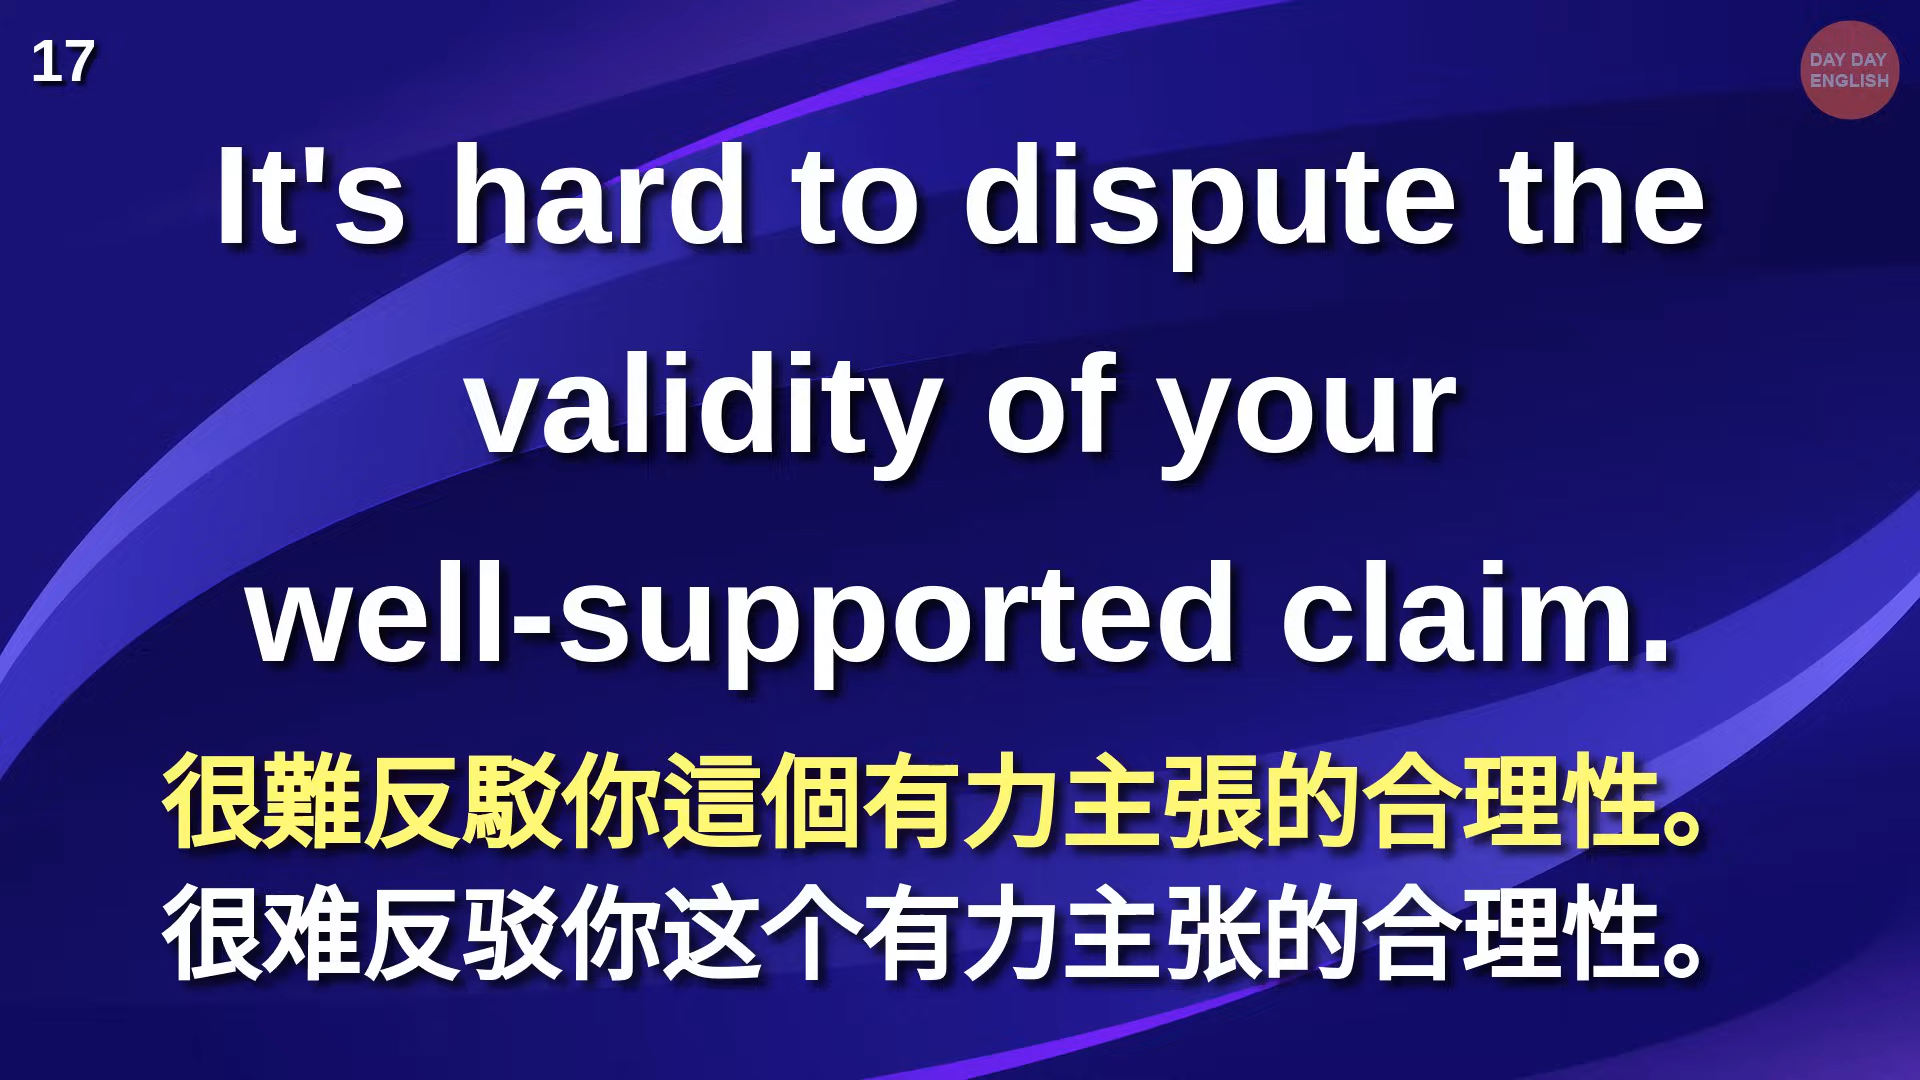 17
DAY DAY
ENGLISH
It's hard to dispute the
validity of your
well-supported claim.
很難反駁你這個有力主張的合理性。
很难反驳你这个有力主张的合理性。